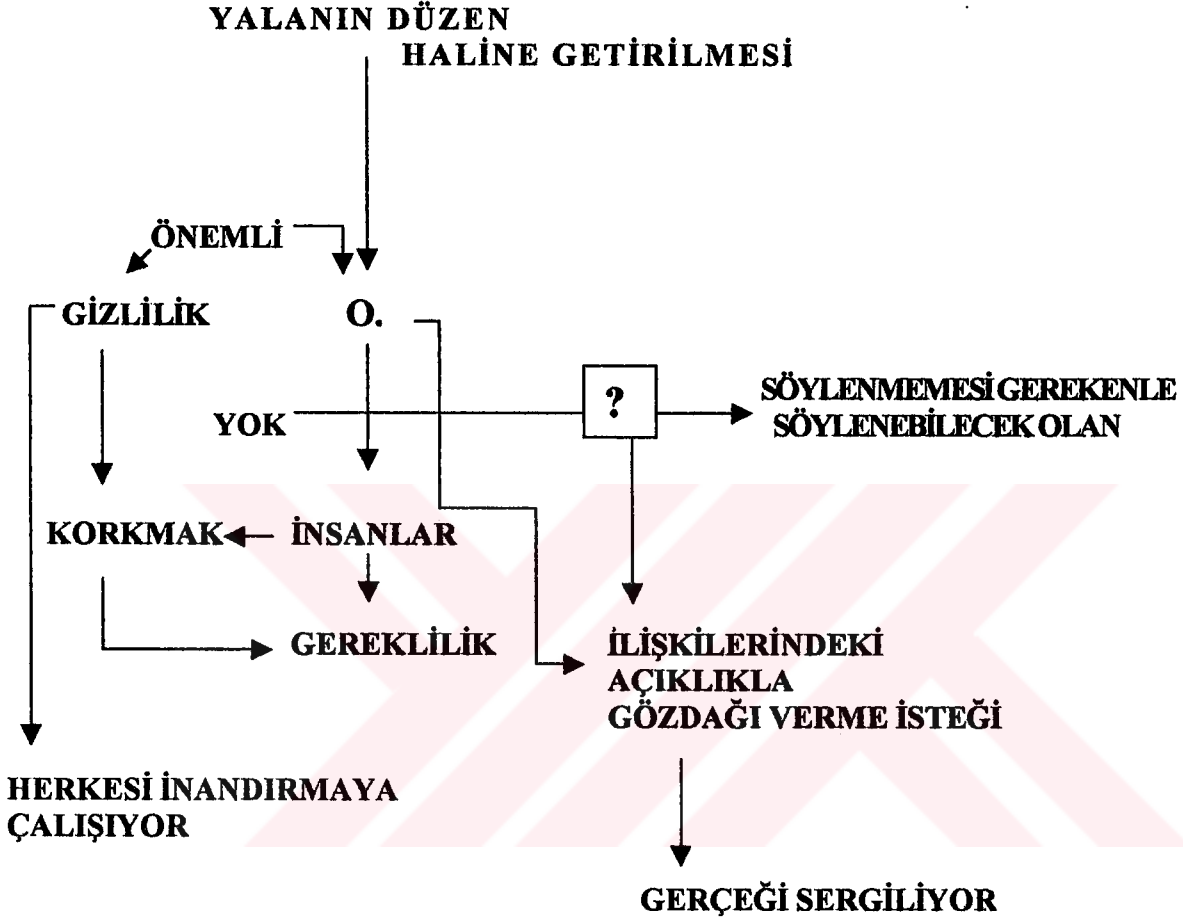 YALANIN DÜZEN
HALİNE GETİRİLMESİ
ÖNEMLİ
GİZLİLİK
O.
?
SÖYLENMEMESİ GEREKENLE
SÖYLENEBİLECEK OLAN
YOK
KORKMAK
İNSANLAR
GEREKLİLİK
İLİŞKİLERİNDEKİ
AÇIKLIKLA
GÖZDAĞI VERME İSTEĞİ
HERKESİ İNANDIRMAYA
ÇALIŞIYOR
GERÇEĞİ SERGİLİYOR